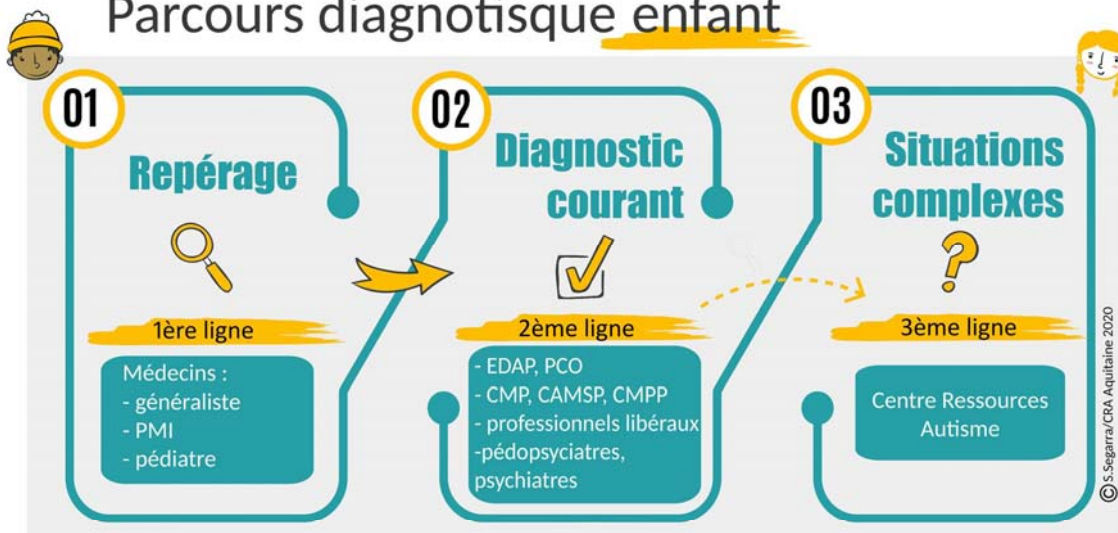 Parcours diagnotisque enfant
01
Repérage
1ère ligne
Médecins :
- généraliste
- PMI
- pédiatre
02
Diagnostic
courant
2ème ligne
- EDAP, PCO
- CMP, CAMSP, CMPP
- professionnels libéraux
-pédopsyciatres,
psychiatres
03
Situations
complexes
3ème ligne
Centre Ressources
Autisme
© S.Segarra/CRA Aquitaine 2020